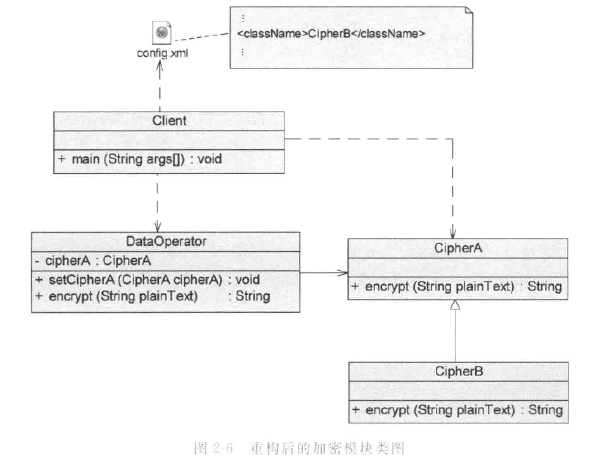 ⋮
<className>CipherB</className>
⋮
config.xml
Client
+ main (String args[]) : void
DataOperator
- cipherA : CipherA
+ setCipherA (CipherA cipherA) : void
+ encrypt (String plainText) : String
CipherA
+ encrypt (String plainText) : String
CipherB
+ encrypt (String plainText) : String
图 2-6 重构后的加密模块类图